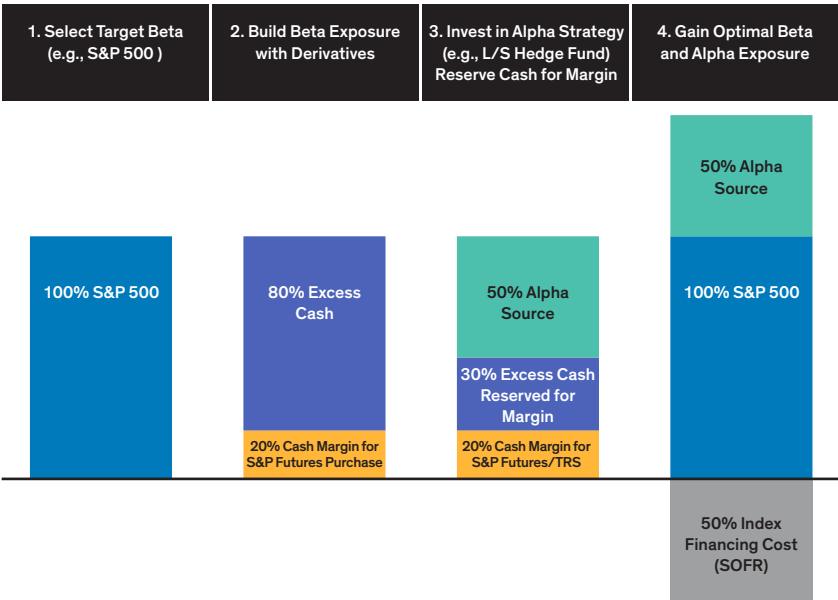 1. Select Target Beta
(e.g., S&P 500 )
2. Build Beta Exposure
with Derivatives
3. Invest in Alpha Strategy
(e.g., L/S Hedge Fund)
Reserve Cash for Margin
4. Gain Optimal Beta
and Alpha Exposure
100% S&P 500
80% Excess
Cash
20% Cash Margin for
S&P Futures Purchase
50% Alpha
Source
30% Excess Cash
Reserved for
Margin
20% Cash Margin for
S&P Futures/TRS
50% Alpha
Source
100% S&P 500
50% Index
Financing Cost
(SOFR)